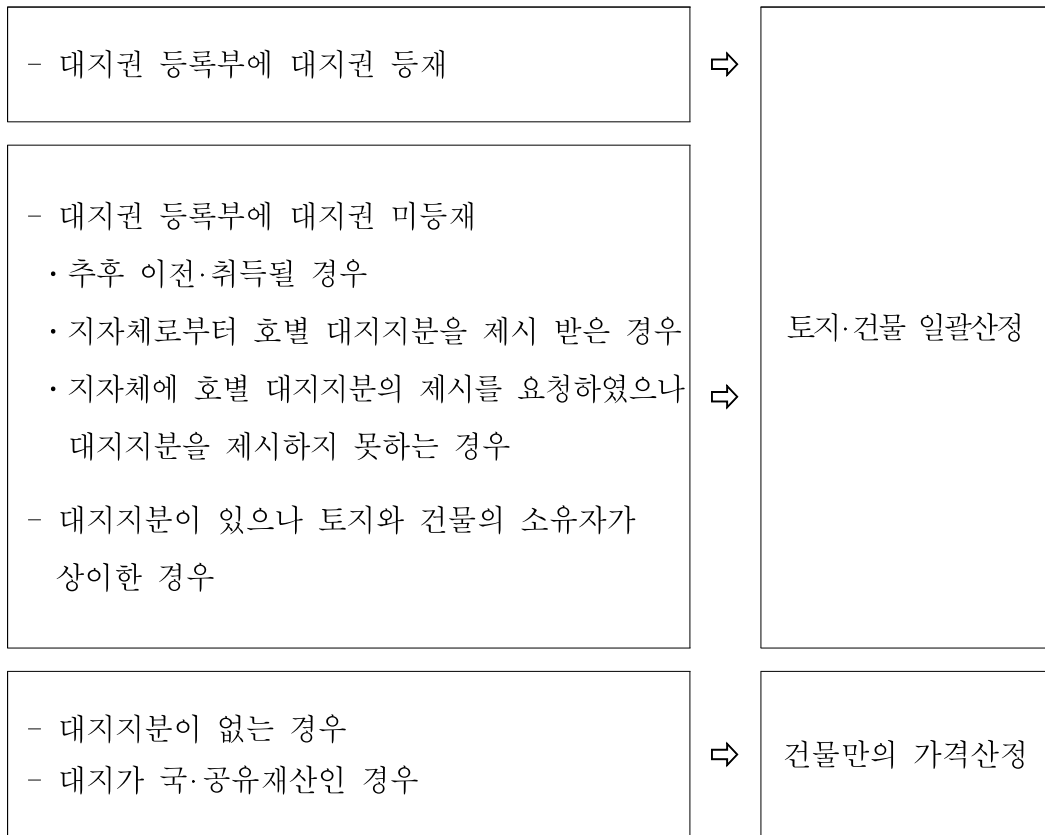 - 대지권 등록부에 대지권 등재
⇨
- 대지권 등록부에 대지권 미등재
· 추후 이전·취득될 경우
· 지자체로부터 호별 대지지분을 제시 받은 경우
· 지자체에 호별 대지지분의 제시를 요청하였으나
대지지분을 제시하지 못하는 경우
- 대지지분이 있으나 토지와 건물의 소유자가
상이한 경우
⇨
토지·건물 일괄산정
- 대지지분이 없는 경우
- 대지가 국·공유재산인 경우
⇨
건물만의 가격산정